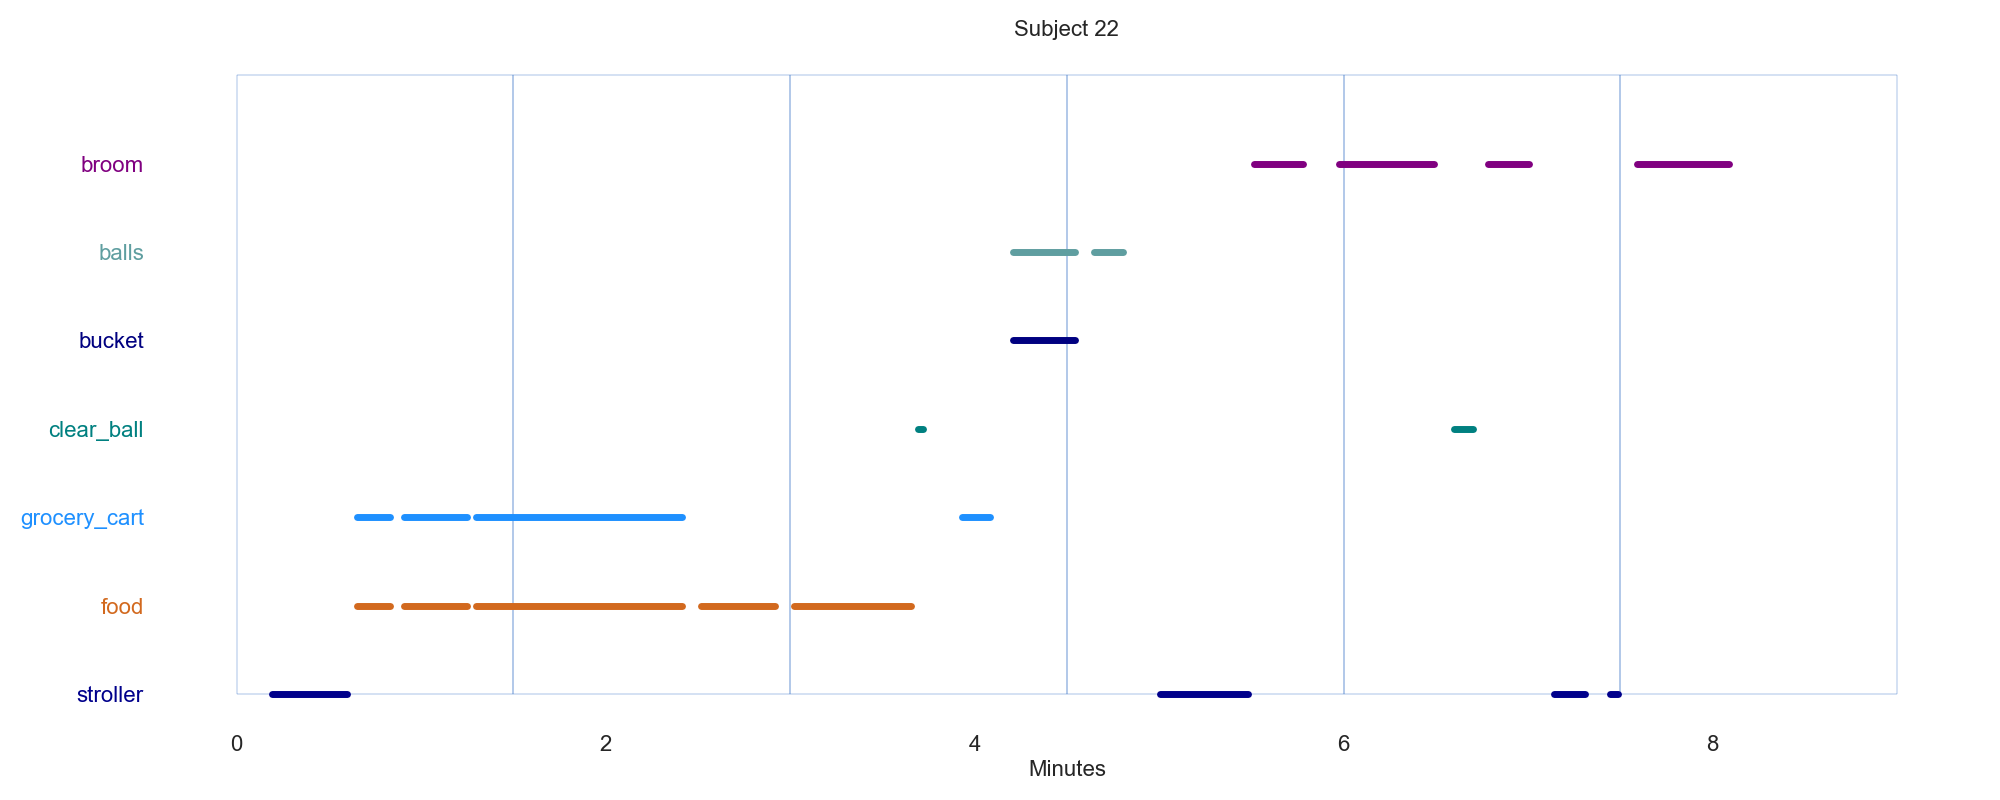 Subject 22
broom
balls
bucket
clear_ball
grocery_cart
food
stroller
0 2 4 6 8
Minutes